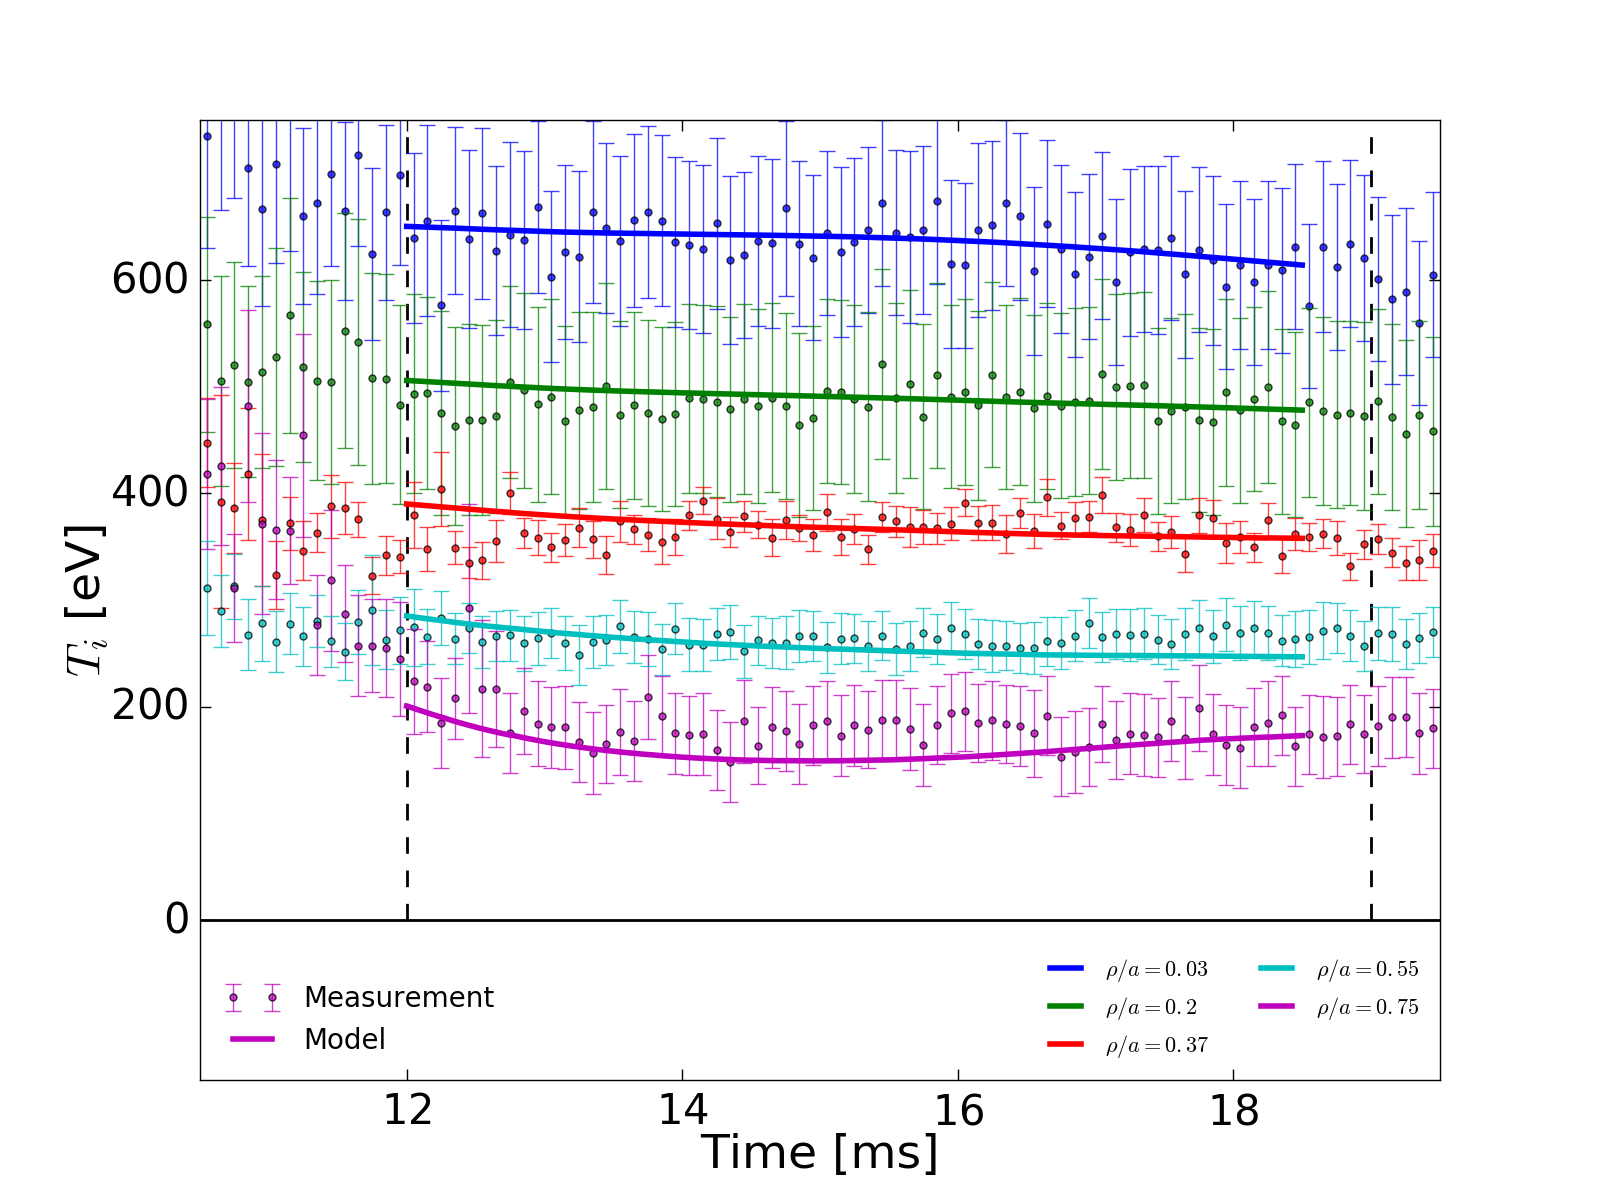 600
400
200
0
T_i [eV]
Measurement
Model
ρ/a = 0.03
ρ/a = 0.2
ρ/a = 0.37
ρ/a = 0.55
ρ/a = 0.75
12 14 16 18
Time [ms]